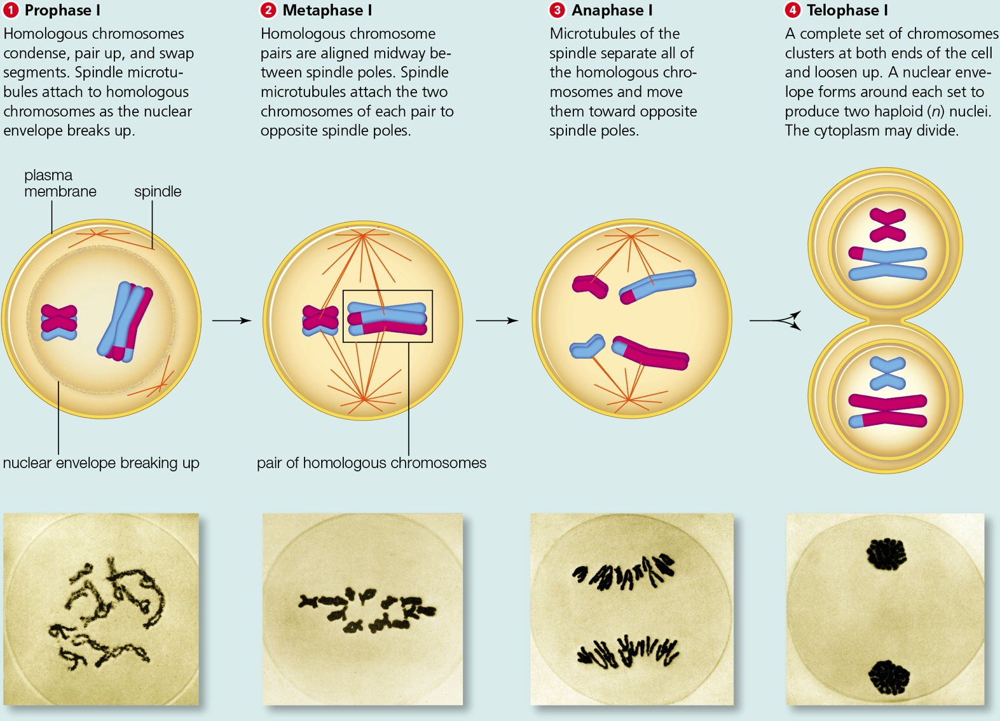 1 Prophase I
Homologous chromosomes
condense, pair up, and swap
segments. Spindle microtu-
bules attach to homologous
chromosomes as the nuclear
envelope breaks up.
2 Metaphase I
Homologous chromosome
pairs are aligned midway be-
tween spindle poles. Spindle
microtubules attach the two
chromosomes of each pair to
opposite spindle poles.
3 Anaphase I
Microtubules of the
spindle separate all of
the homologous chro-
mosomes and move
them toward opposite
spindle poles.
4 Telophase I
A complete set of chromosomes
clusters at both ends of the cell
and loosen up. A nuclear enve-
lope forms around each set to
produce two haploid (n) nuclei.
The cytoplasm may divide.
plasma
membrane
spindle
nuclear envelope breaking up
pair of homologous chromosomes